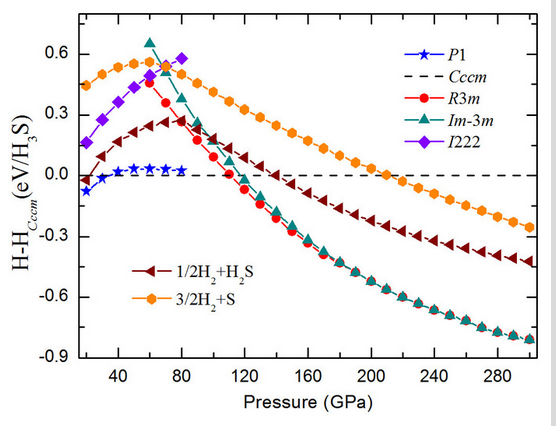 0.6
0.3
0.0
-0.3
-0.6
-0.9
H-H_Cccm(eV/H₃S)
P1
Cccm
R3m
Im-3m
I222
1/2H₂+H₂S
3/2H₂+S
40 80 120 160 200 240 280
Pressure (GPa)